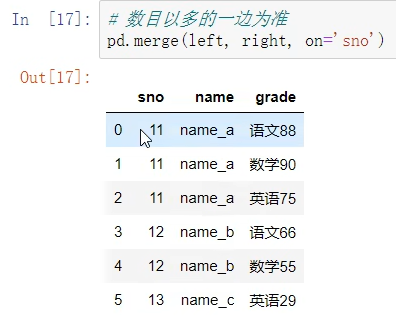 In [17]: # 数目以多的一边为准
pd.merge(left, right, on='sno')
Out[17]:
sno name grade
0 11 name_a 语文88
1 11 name_a 数学90
2 11 name_a 英语75
3 12 name_b 语文66
4 12 name_b 数学55
5 13 name_c 英语29